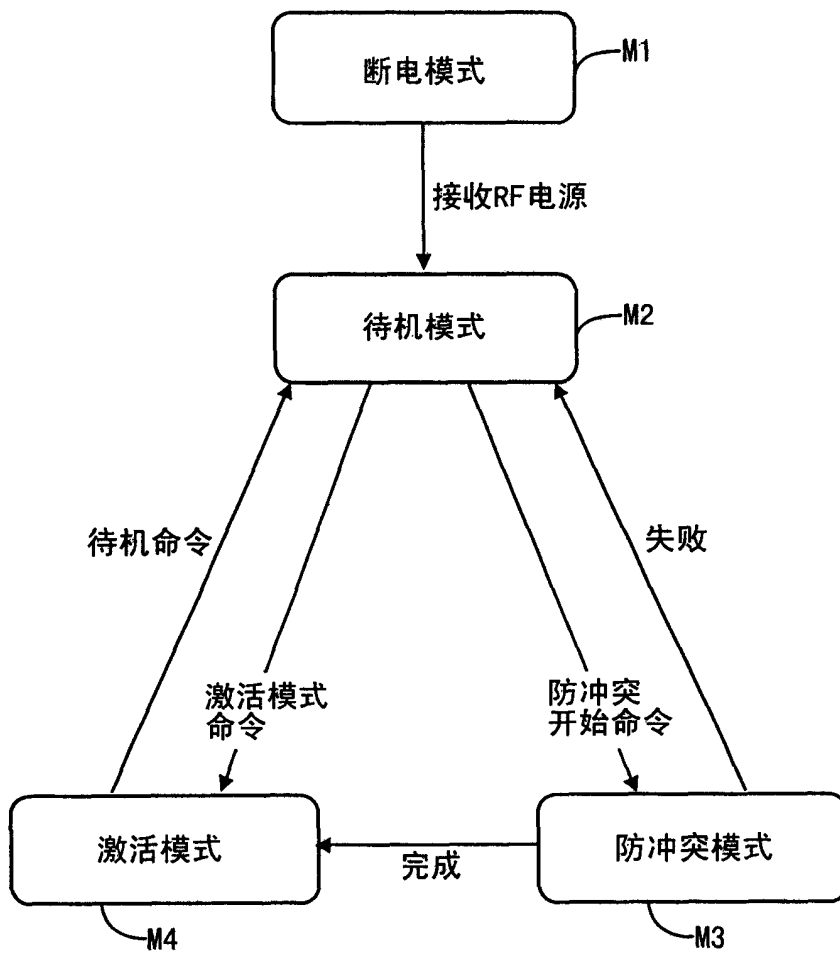 断电模式
M1
接收RF电源
待机模式
M2
待机命令
失败
激活模式
命令
防冲突
开始命令
激活模式
完成
防冲突模式
M4
M3